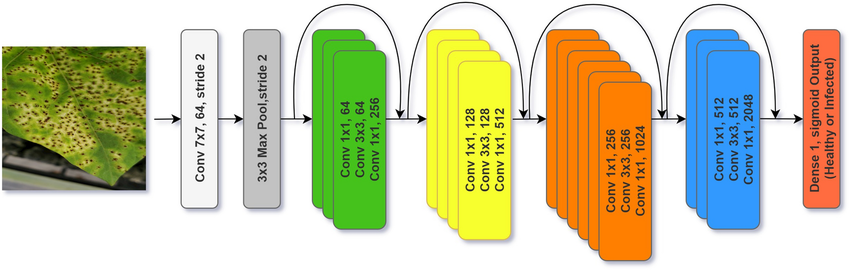 Conv 7x7, 64, stride 2
3x3 Max Pool,stride 2
Conv 1x1, 64
Conv 3x3, 64
Conv 1x1, 256
Conv 1x1, 128
Conv 3x3, 128
Conv 1x1, 512
Conv 1x1, 256
Conv 3x3, 256
Conv 1x1, 1024
Conv 1x1, 512
Conv 3x3, 512
Conv 1x1, 2048
Dense 1, sigmoid Output
(Healthy or Infected)